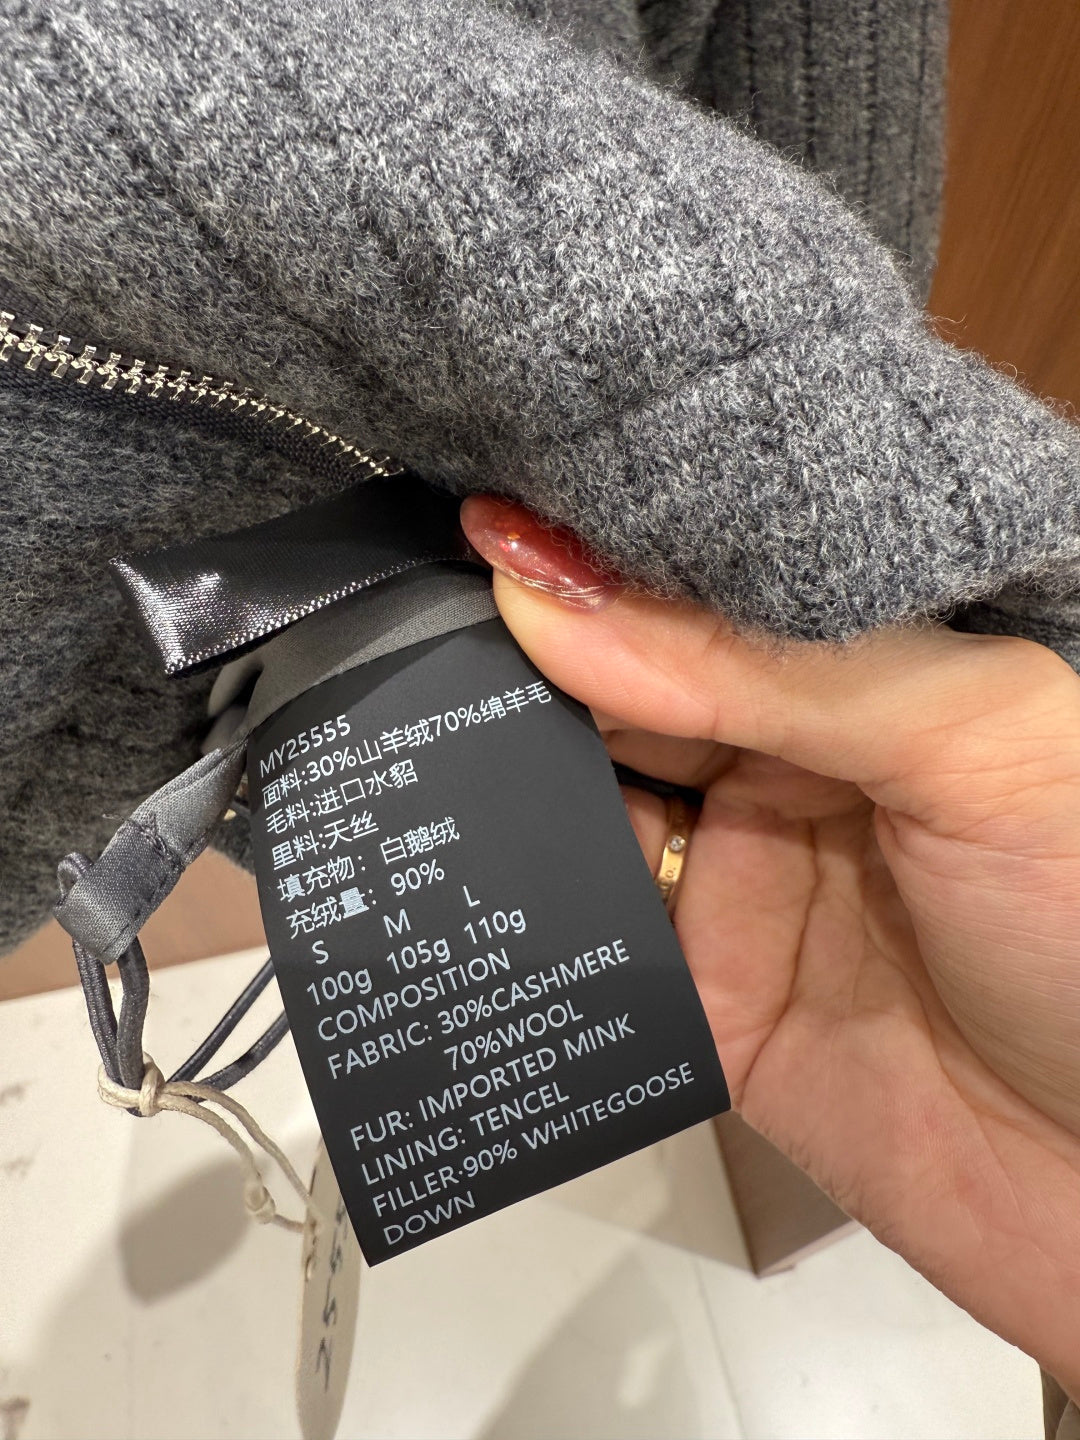 MY25555
面料:30%山羊绒70%绵羊毛
毛料:进口水貂
里料:天丝
填充物: 白鹅绒
充绒量: 90%
S M L
100g 105g 110g
COMPOSITION
FABRIC: 30%CASHMERE
70%WOOL
FUR: IMPORTED MINK
LINING: TENCEL
FILLER:90% WHITEGOOSE
DOWN